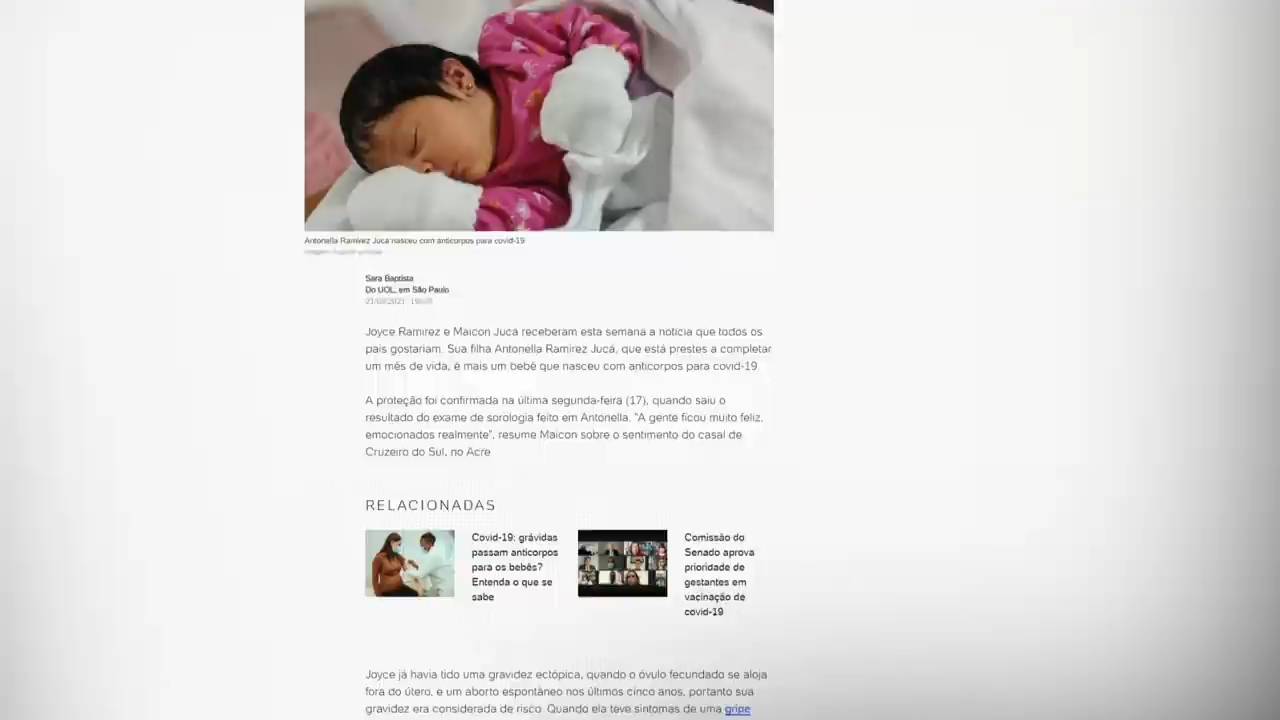 Antonella Ramirez Jucá nasceu com anticorpos para covid-19
Sara Baptista
Do UOL, em São Paulo
Joyce Ramirez e Maicon Jucá receberam esta semana a notícia que todos os
pais gostariam. Sua filha Antonella Ramirez Jucá, que está prestes a completar
um mês de vida, é mais um bebê que nasceu com anticorpos para covid-19.
A proteção foi confirmada na última segunda-feira (17), quando saiu o
resultado do exame de sorologia feito em Antonella. "A gente ficou muito feliz,
emocionados realmente", resume Maicon sobre o sentimento do casal de
Cruzeiro do Sul, no Acre
RELACIONADAS
Covid-19: grávidas
passam anticorpos
para os bebês?
Entenda o que se
sabe
Comissão do
Senado aprova
prioridade de
gestantes em
vacinação de
covid-19
Joyce já havia tido uma gravidez ectópica, quando o óvulo fecundado se aloja
fora do útero, e um aborto espontâneo nos últimos cinco anos, portanto sua
gravidez era considerada de risco. Quando ela teve sintomas de uma gripe